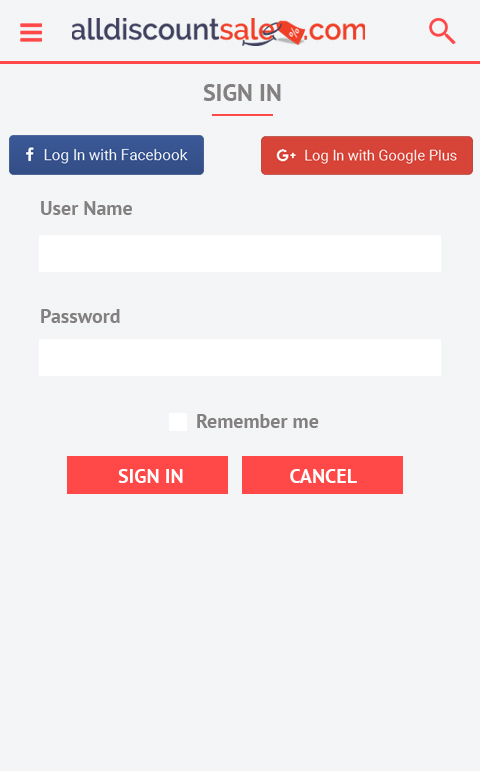 alldiscountsale%.com
SIGN IN
f Log In with Facebook
G+ Log In with Google Plus
User Name
Password
Remember me
SIGN IN
CANCEL